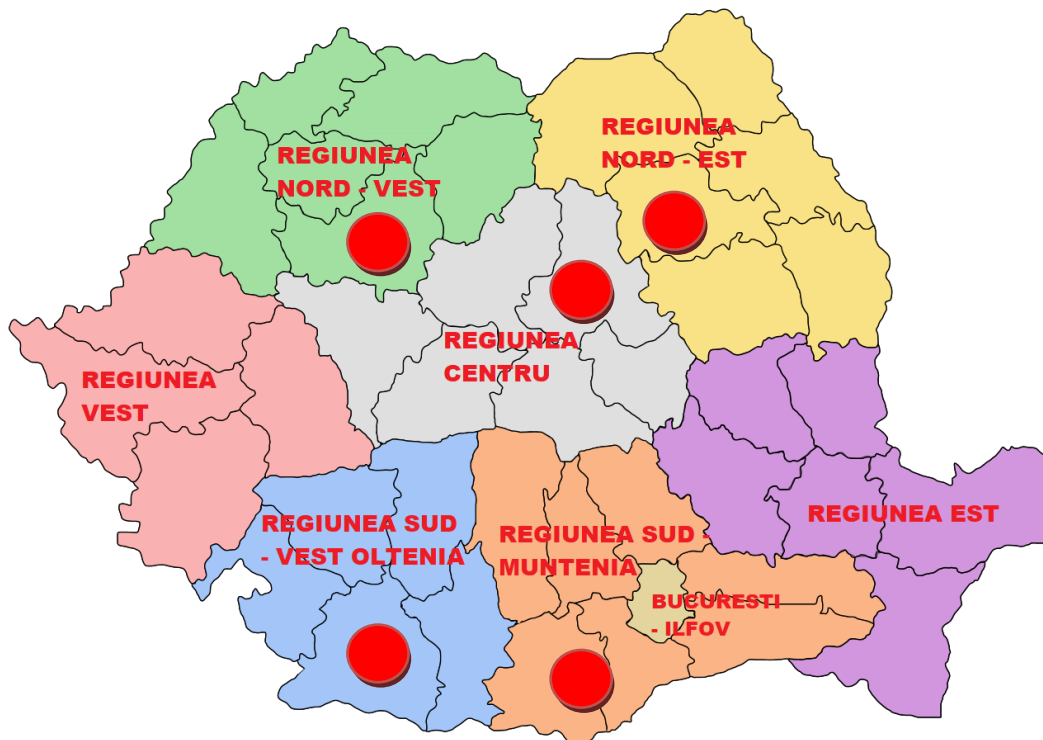 REGIUNEA
NORD - EST
REGIUNEA
NORD - VEST
REGIUNEA
CENTRU
REGIUNEA
VEST
REGIUNEA EST
REGIUNEA SUD
- VEST OLTENIA
REGIUNEA SUD -
MUNTENIA
BUCURESTI
- ILFOV